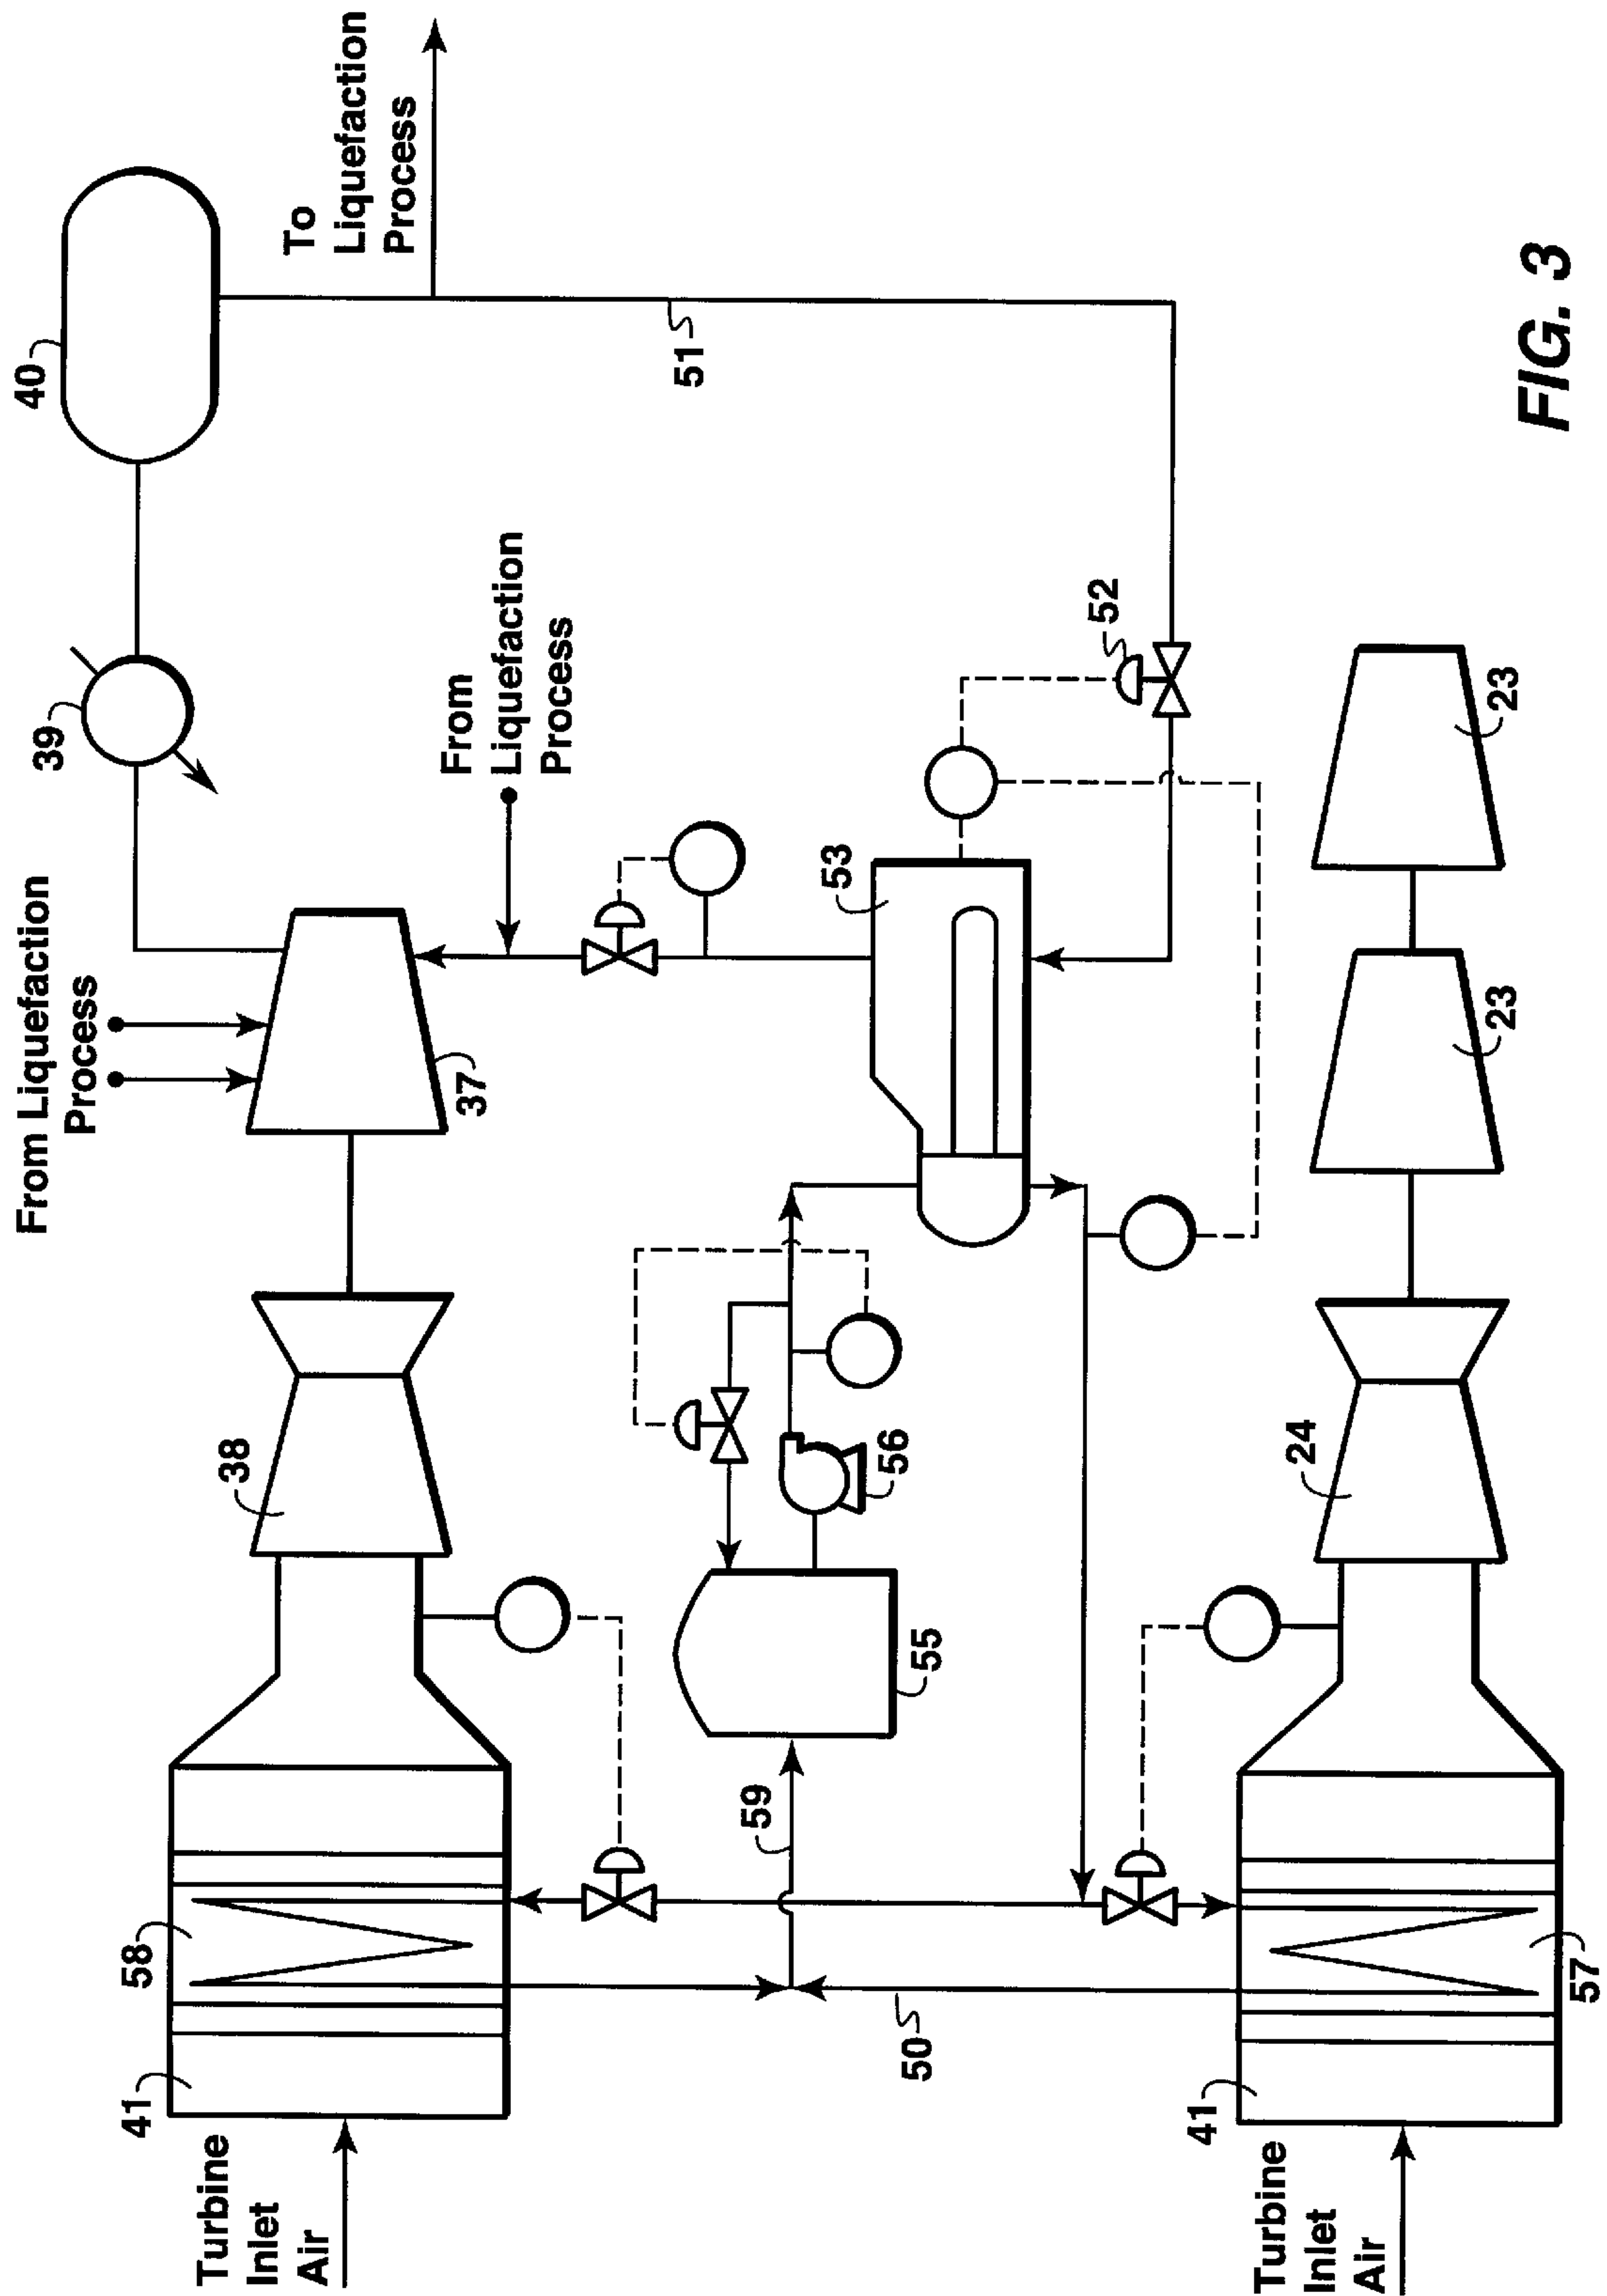 40
39
To
Liquefaction
Process
From Liquefaction
Process
From
Liquefaction
Process
51
37
38
53
52
58
41
Turbine
Inlet
Air
59
55
56
50
24
23
23
41
57
Turbine
Inlet
Air
FIG. 3